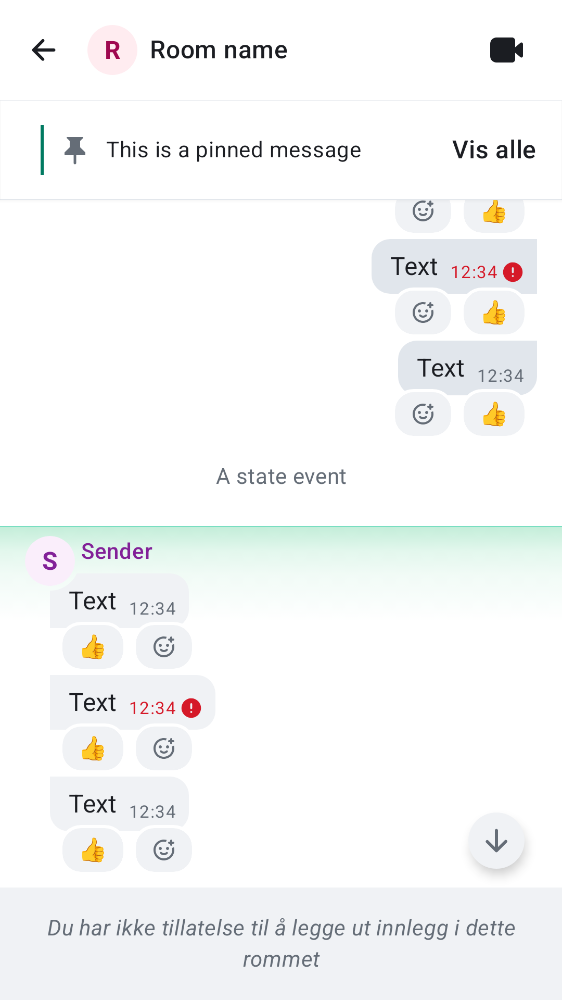 R Room name
This is a pinned message Vis alle
👍
Text 12:34
👍
Text 12:34
👍
A state event
S Sender
Text 12:34
👍
Text 12:34
👍
Text 12:34
👍
Du har ikke tillatelse til å legge ut innlegg i dette
rommet